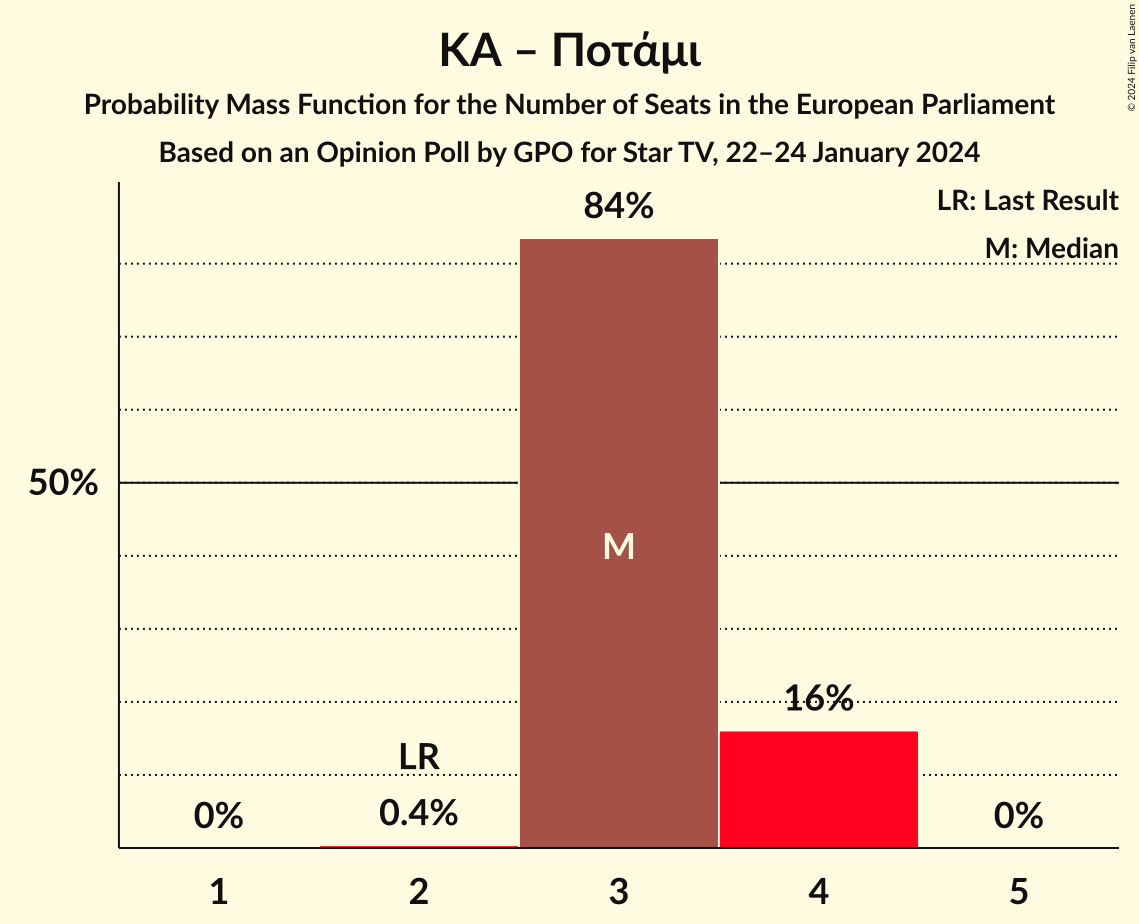 ΚΑ – Ποτάμι
Probability Mass Function for the Number of Seats in the European Parliament
Based on an Opinion Poll by GPO for Star TV, 22–24 January 2024
© 2024 Filip van Laenen
LR: Last Result
M: Median
84%
50%
M
16%
LR
0%
0.4%
0%
1
2
3
4
5